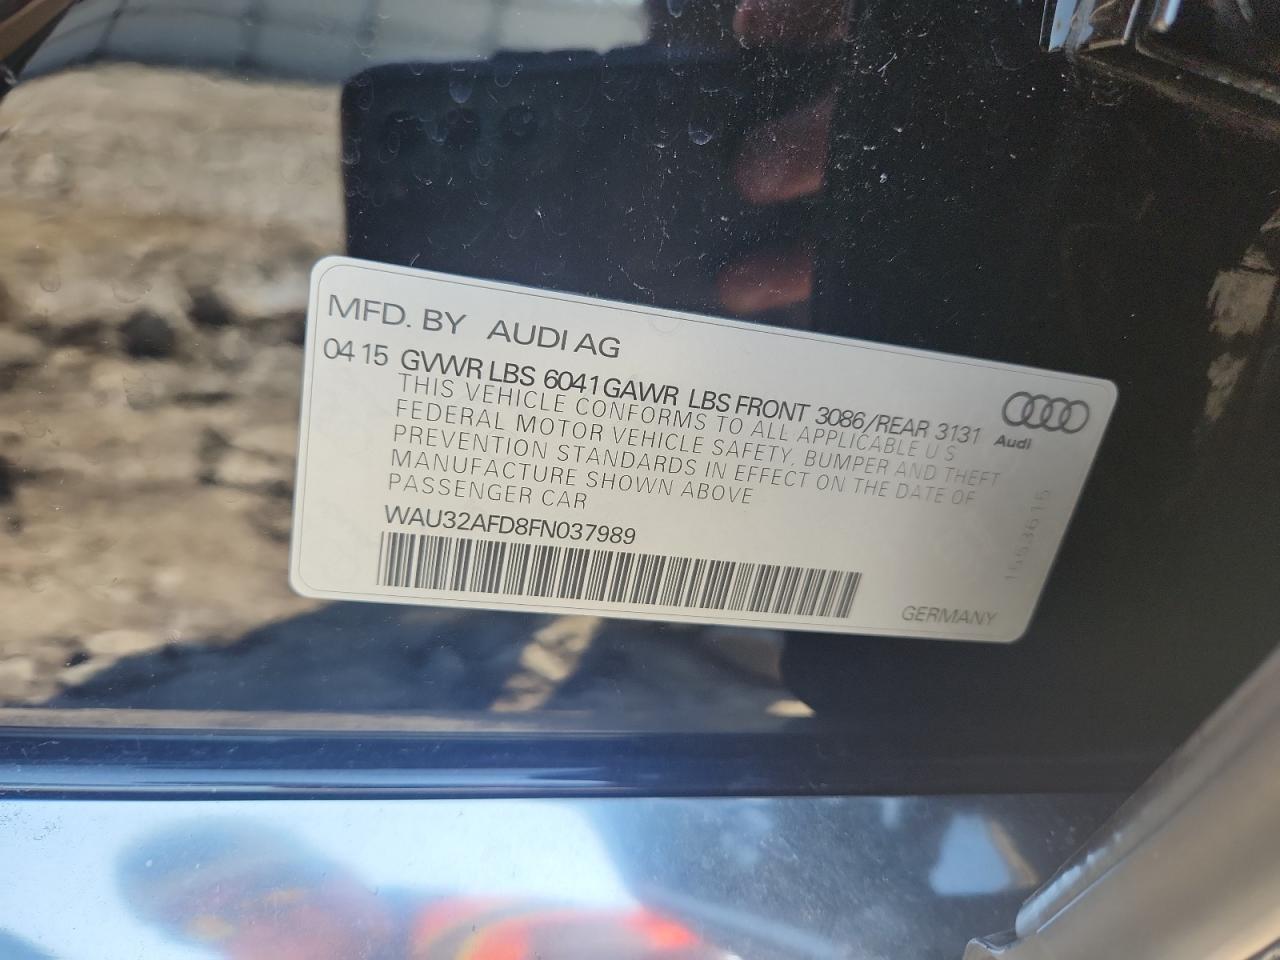 MFD. BY AUDI AG
04 15 GVWR LBS 6041 GAWR LBS FRONT 3086/REAR 3131
THIS VEHICLE CONFORMS TO ALL APPLICABLE U S
FEDERAL MOTOR VEHICLE SAFETY, BUMPER AND THEFT
PREVENTION STANDARDS IN EFFECT ON THE DATE OF
MANUFACTURE SHOWN ABOVE
PASSENGER CAR
WAU32AFD8FN037989
Audi
1553615
GERMANY